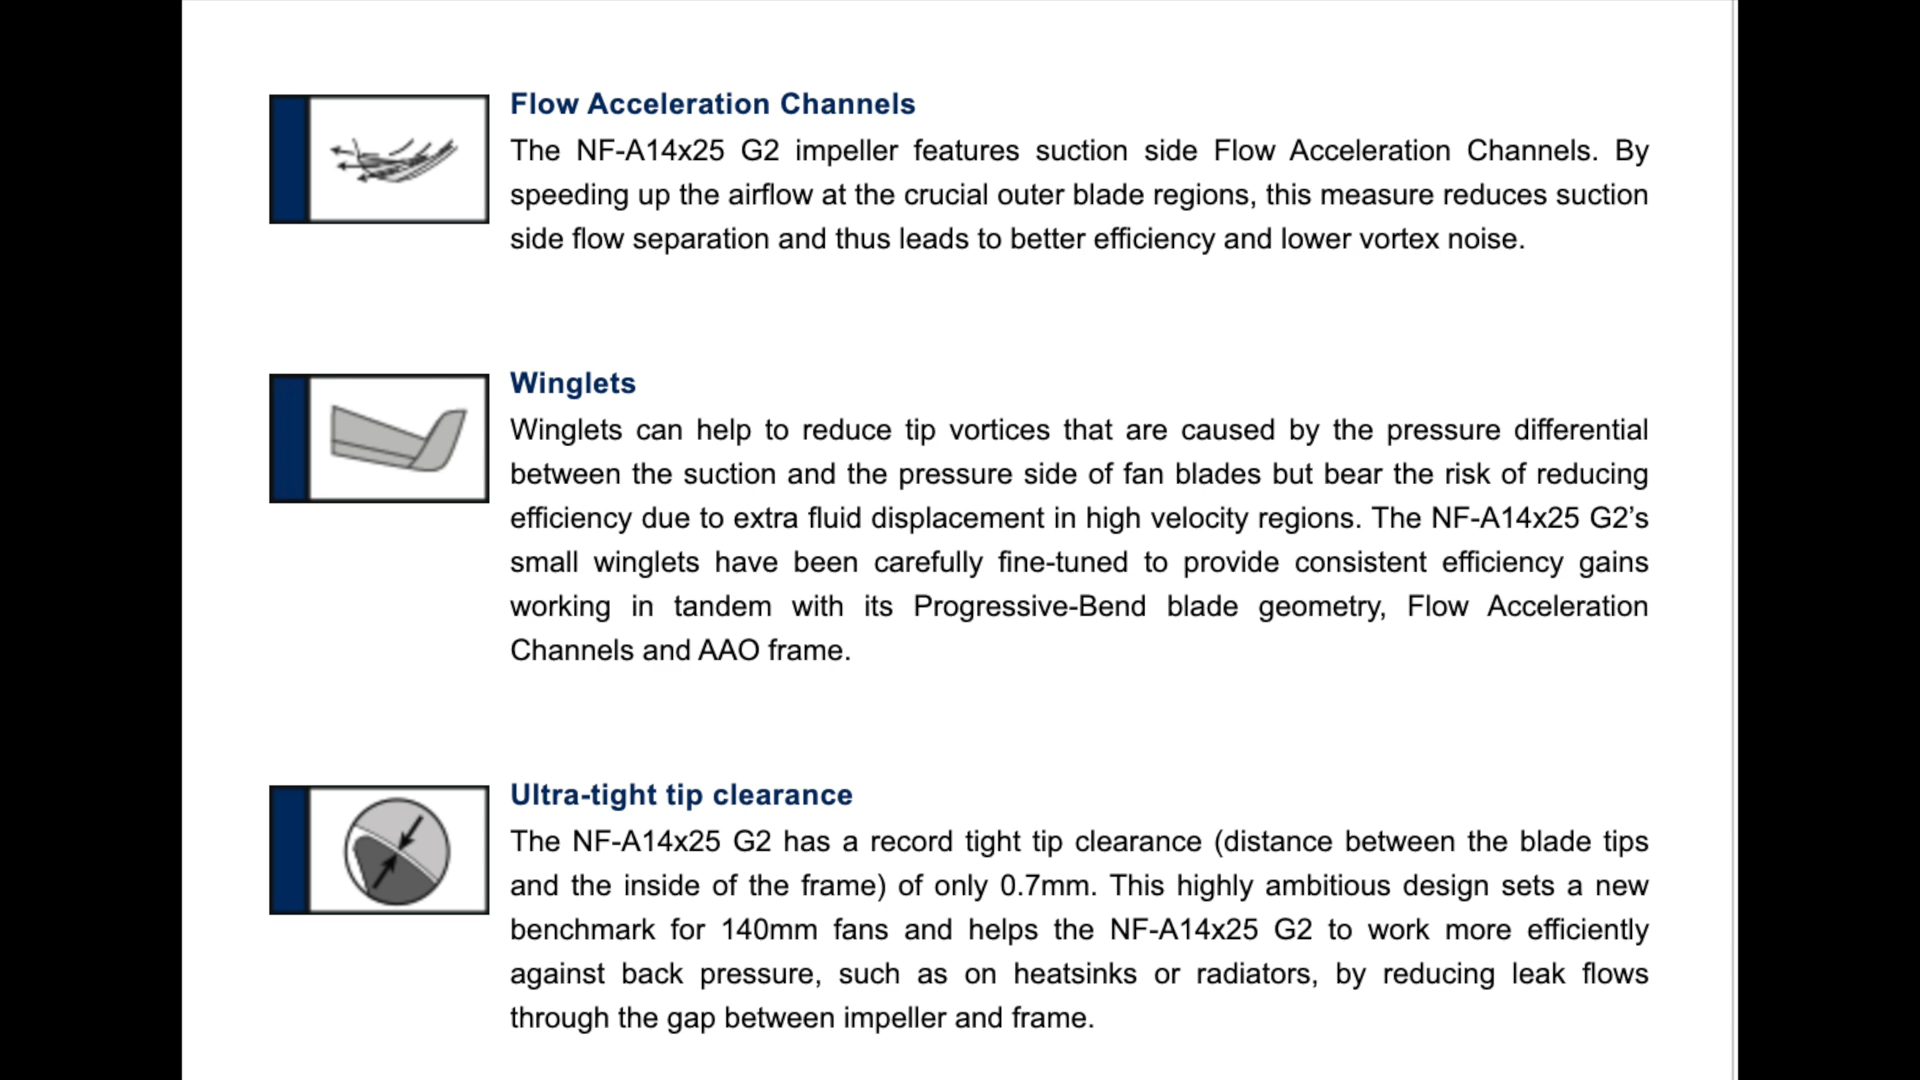 Flow Acceleration Channels
The NF-A14x25 G2 impeller features suction side Flow Acceleration Channels. By
speeding up the airflow at the crucial outer blade regions, this measure reduces suction
side flow separation and thus leads to better efficiency and lower vortex noise.
Winglets
Winglets can help to reduce tip vortices that are caused by the pressure differential
between the suction and the pressure side of fan blades but bear the risk of reducing
efficiency due to extra fluid displacement in high velocity regions. The NF-A14x25 G2’s
small winglets have been carefully fine-tuned to provide consistent efficiency gains
working in tandem with its Progressive-Bend blade geometry, Flow Acceleration
Channels and AAO frame.
Ultra-tight tip clearance
The NF-A14x25 G2 has a record tight tip clearance (distance between the blade tips
and the inside of the frame) of only 0.7mm. This highly ambitious design sets a new
benchmark for 140mm fans and helps the NF-A14x25 G2 to work more efficiently
against back pressure, such as on heatsinks or radiators, by reducing leak flows
through the gap between impeller and frame.